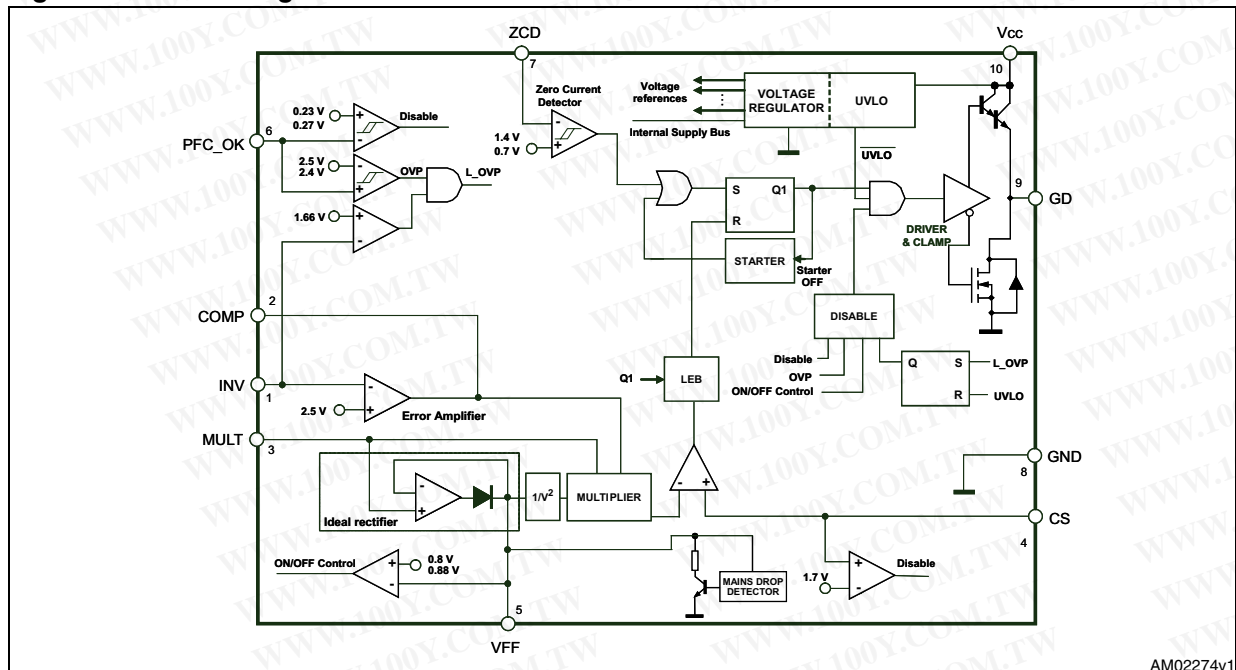 ZCD
Vcc
7
10
Zero Current
Detector
Voltage
references
VOLTAGE
REGULATOR
UVLO
Internal Supply Bus
0.23 V
0.27 V
Disable
6
PFC_OK
1.4 V
0.7 V
UVLO
2.5 V
2.4 V
OVP
L_OVP
S
Q1
R
9
GD
1.66 V
DRIVER
& CLAMP
STARTER
Starter
OFF
2
COMP
DISABLE
Disable
OVP
ON/OFF Control
Q
S
L_OVP
R
UVLO
Q1
LEB
INV
1
2.5 V
Error Amplifier
MULT
3
GND
8
1/V2
MULTIPLIER
Ideal rectifier
CS
4
ON/OFF Control
0.8 V
0.88 V
MAINS DROP
DETECTOR
1.7 V
Disable
5
VFF
AM02274v1
WWW.100Y.COM.TW